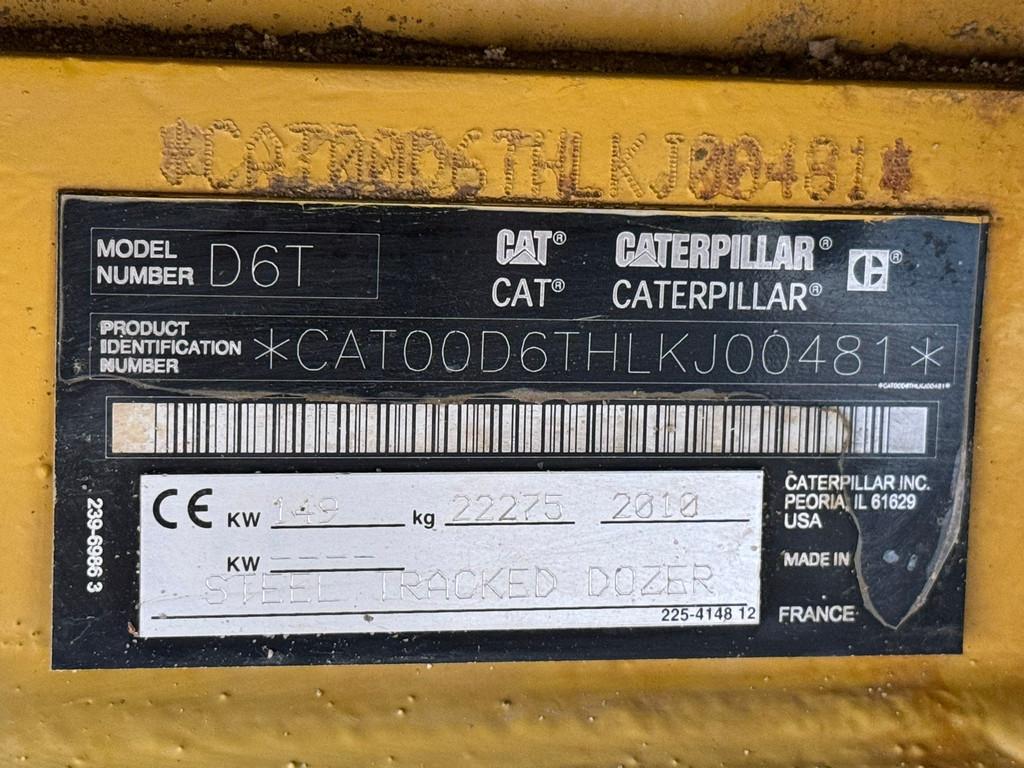 *CAT00D6THLKJ00481*
MODEL NUMBER D6T
CAT® CATERPILLAR® C®
CAT® CATERPILLAR®
PRODUCT IDENTIFICATION NUMBER *CAT00D6THLKJ00481*
*CAT00D6THLKJ00481*
CE KW 149 kg 22275 2010
KW ----
STEEL TRACKED DOZER
225-4148 12
239-6986 3
CATERPILLAR INC.
PEORIA, IL 61629
USA
MADE IN
FRANCE